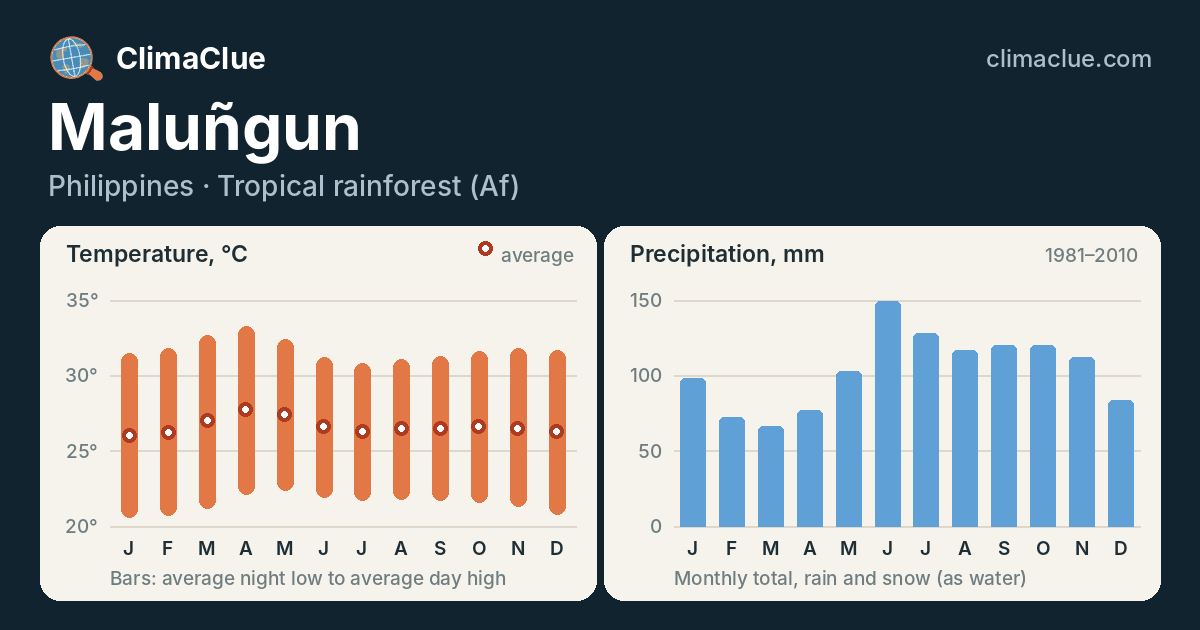 ClimaClue
climaclue.com
Maluñgun
Philippines · Tropical rainforest (Af)
Temperature, °C
average
35°
30°
25°
20°
J F M A M J J A S O N D
Bars: average night low to average day high
Precipitation, mm
1981–2010
150
100
50
0
J F M A M J J A S O N D
Monthly total, rain and snow (as water)